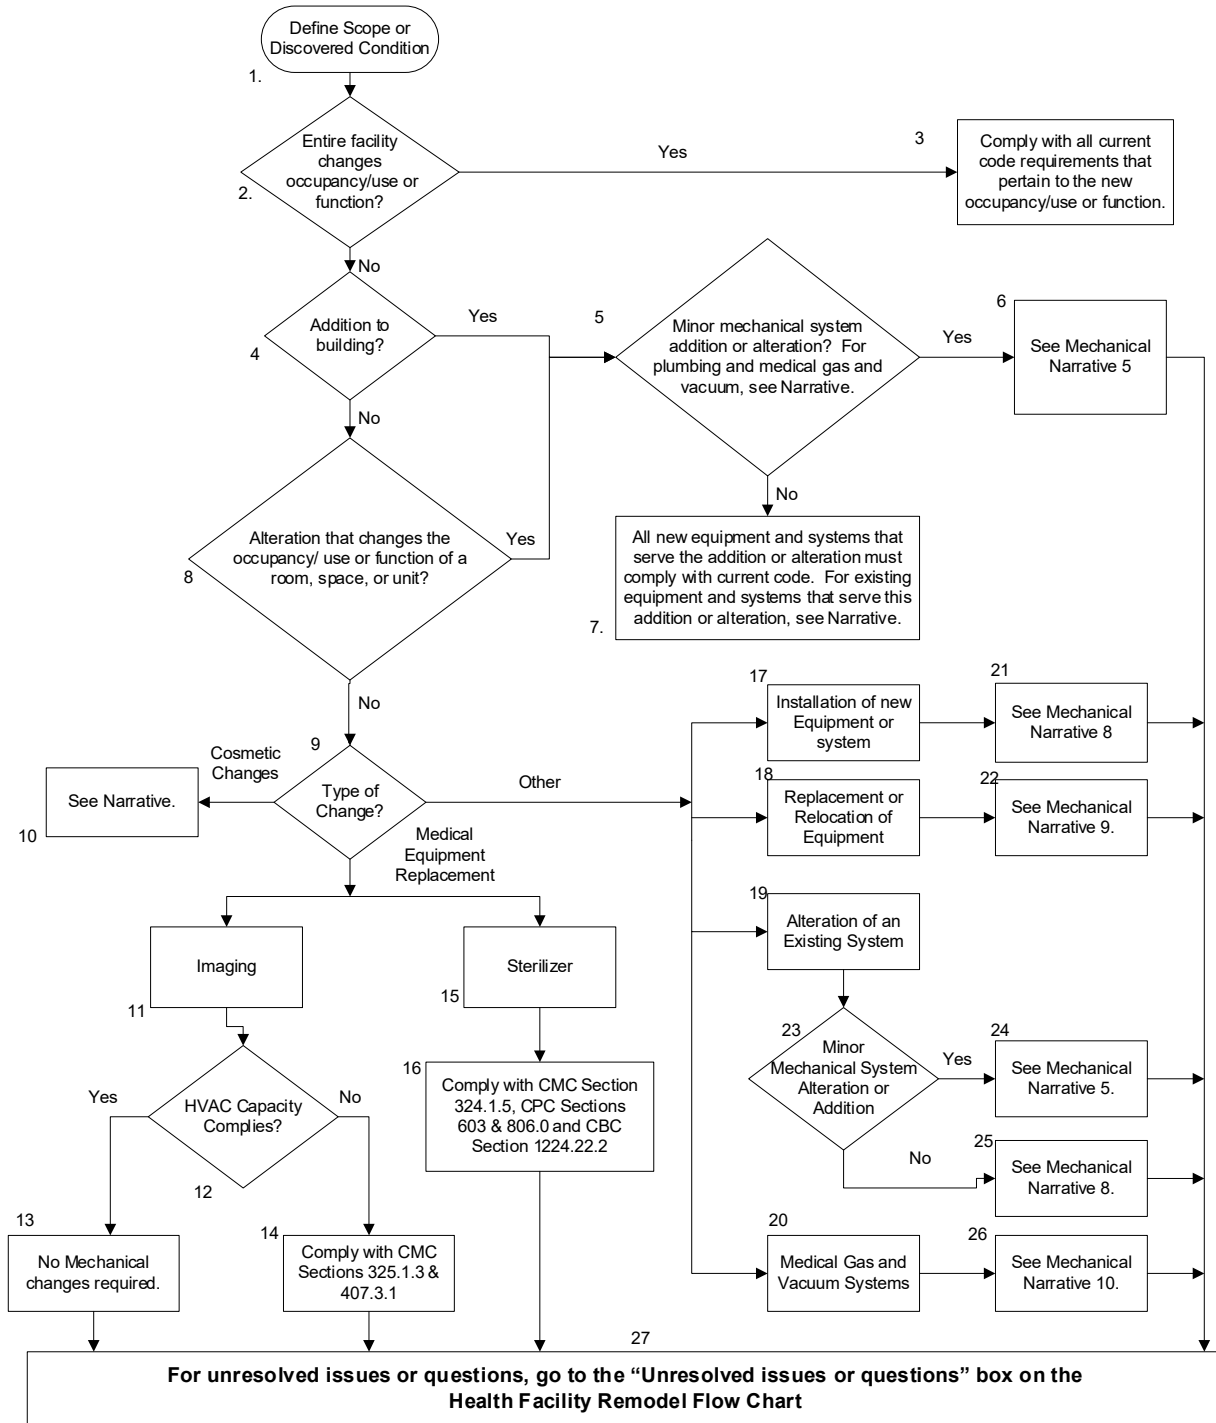 Define Scope or
Discovered Condition
1.
Entire facility
changes
occupancy/use or
function?
2.
Yes
3
Comply with all current
code requirements that
pertain to the new
occupancy/use or function.
No
Addition to
building?
4
Yes
5
Minor mechanical system
addition or alteration?  For
plumbing and medical gas and
vacuum, see Narrative.
Yes
6
See Mechanical
Narrative 5
No
No
Alteration that changes the
occupancy/ use or function of a
room, space, or unit?
8
Yes
All new equipment and systems that
serve the addition or alteration must
comply with current code.  For existing
equipment and systems that serve this
addition or alteration, see Narrative.
7.
No
9
Type of
Change?
Cosmetic
Changes
See Narrative.
10
Other
Medical
Equipment
Replacement
17
Installation of new
Equipment or
system
21
See Mechanical
Narrative 8
18
Replacement or
Relocation of
Equipment
22
See Mechanical
Narrative 9.
19
Alteration of an
Existing System
Imaging
11
Sterilizer
15
23
Minor
Mechanical System
Alteration or
Addition
Yes
24
See Mechanical
Narrative 5.
No
25
See Mechanical
Narrative 8.
16
Comply with CMC Section
324.1.5, CPC Sections
603 & 806.0 and CBC
Section 1224.22.2
Yes
HVAC Capacity
Complies?
No
12
13
No Mechanical
changes required.
14
Comply with CMC
Sections 325.1.3 &
407.3.1
20
Medical Gas and
Vacuum Systems
26
See Mechanical
Narrative 10.
27
For unresolved issues or questions, go to the “Unresolved issues or questions” box on the
Health Facility Remodel Flow Chart